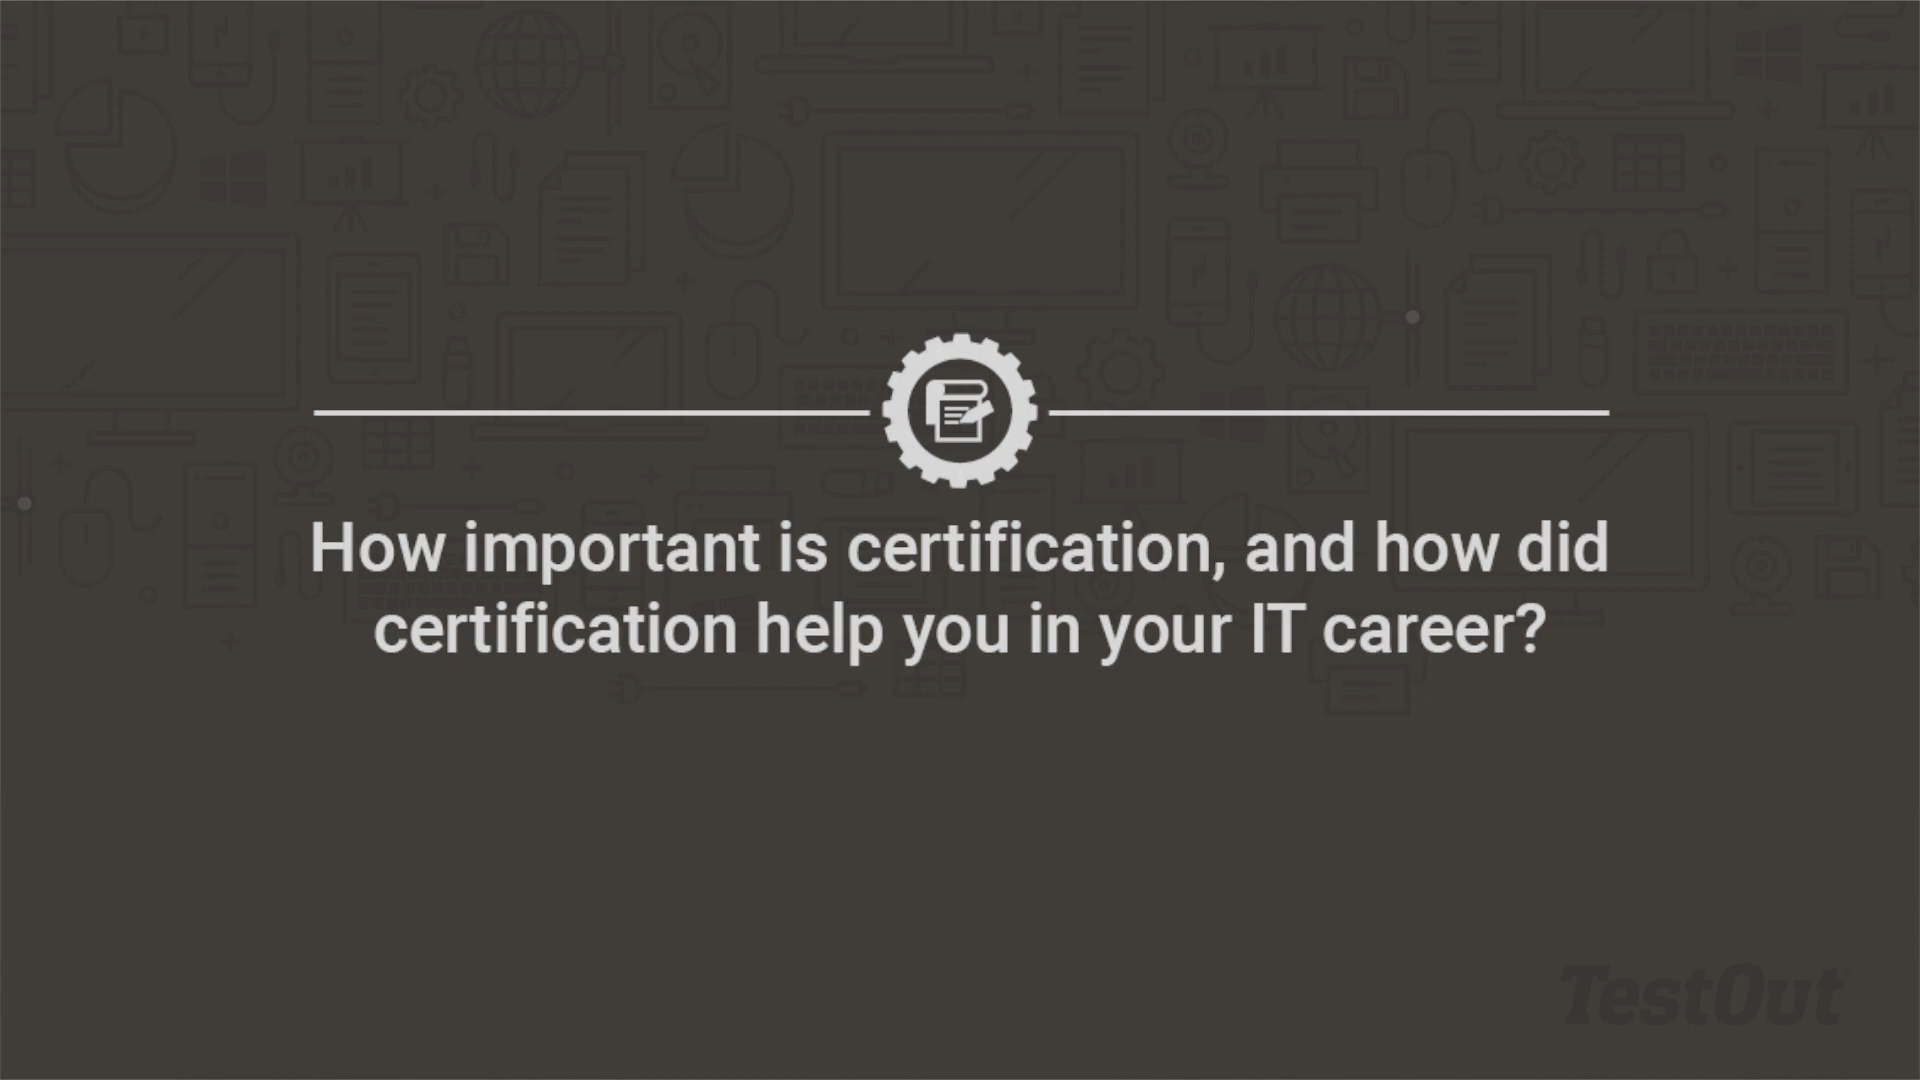 How important is certification, and how did
certification help you in your IT career?
TestOut